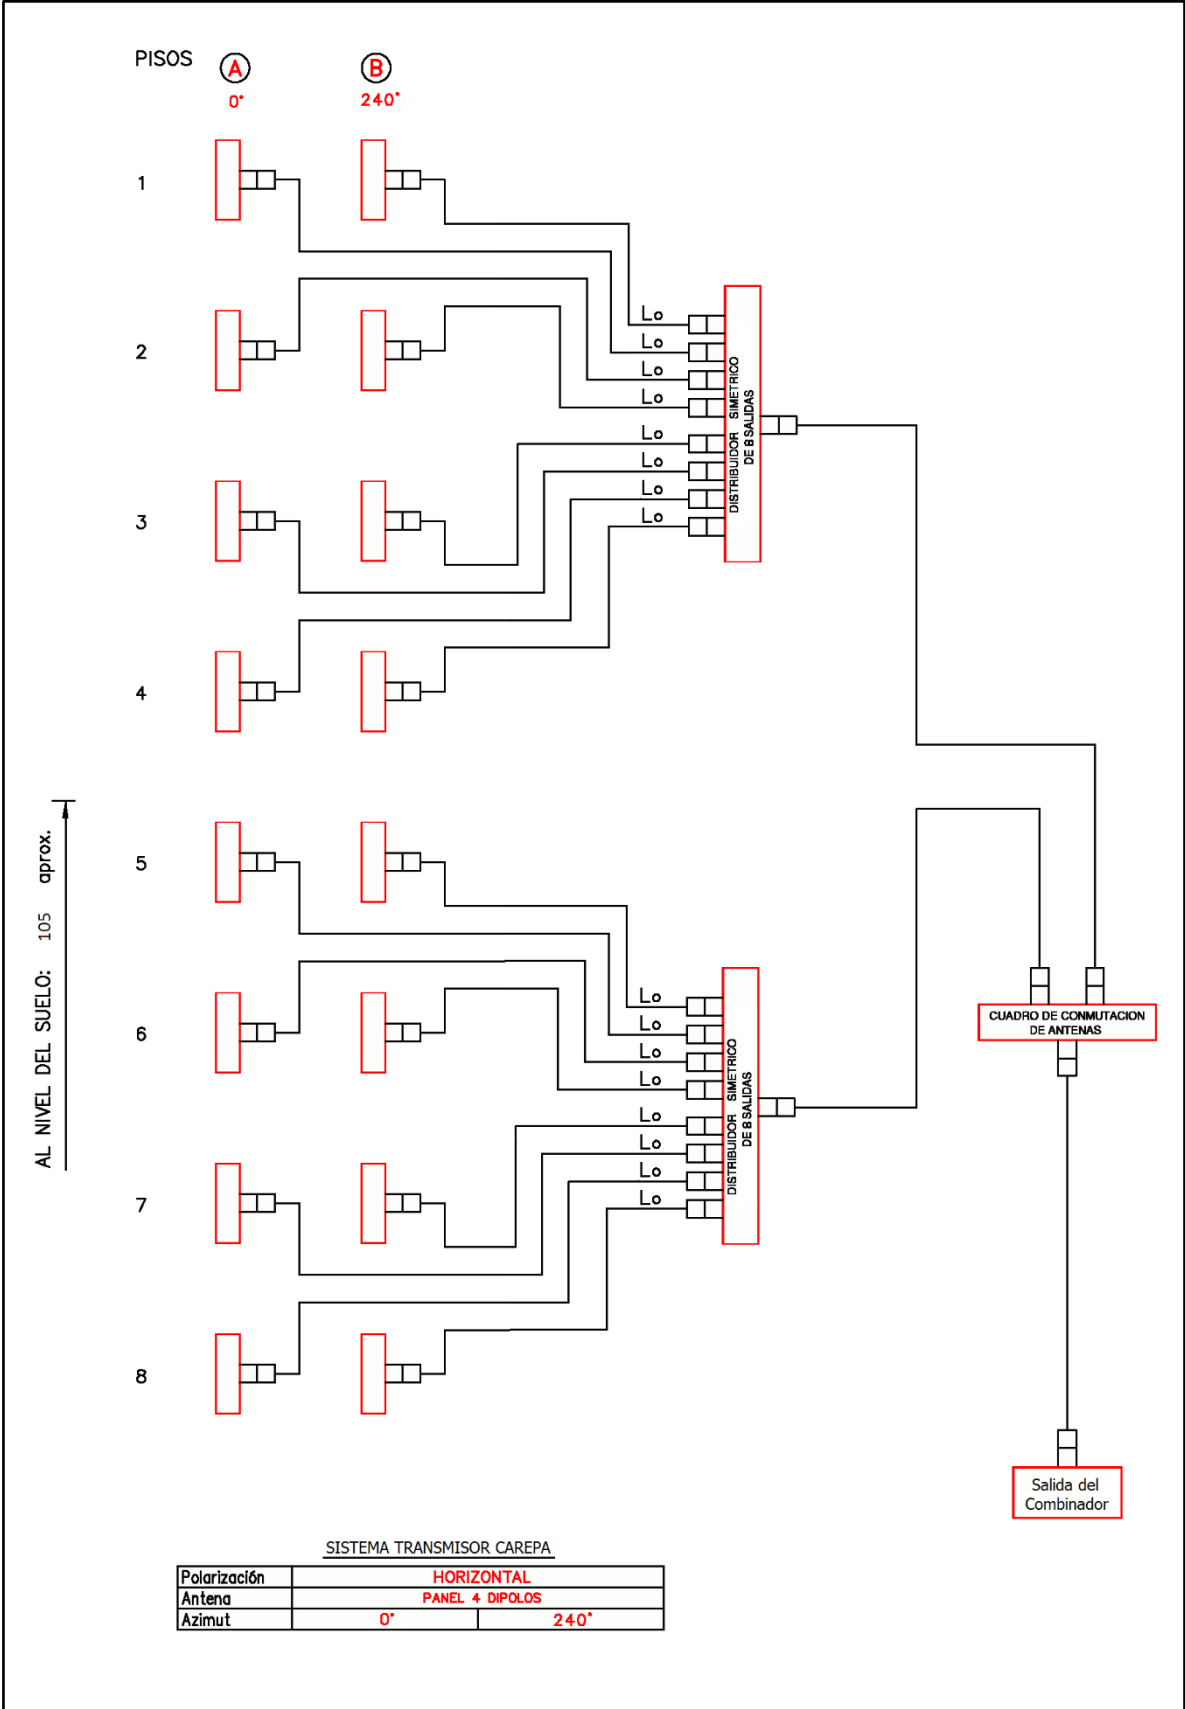 PISOS
A
B
0°
240°
1
Lo
Lo
2
Lo
Lo
Lo
Lo
3
Lo
Lo
DISTRIBUIDOR SIMETRICO
DE 8 SALIDAS
4
AL NIVEL DEL SUELO: 105 aprox.
5
6
Lo
Lo
Lo
Lo
Lo
Lo
7
Lo
Lo
DISTRIBUIDOR SIMETRICO
DE 8 SALIDAS
CUADRO DE CONMUTACION
DE ANTENAS
8
Salida del
Combinador
SISTEMA TRANSMISOR CAREPA
Polarización HORIZONTAL
Antena PANEL 4 DIPOLOS
Azimut 0° 240°